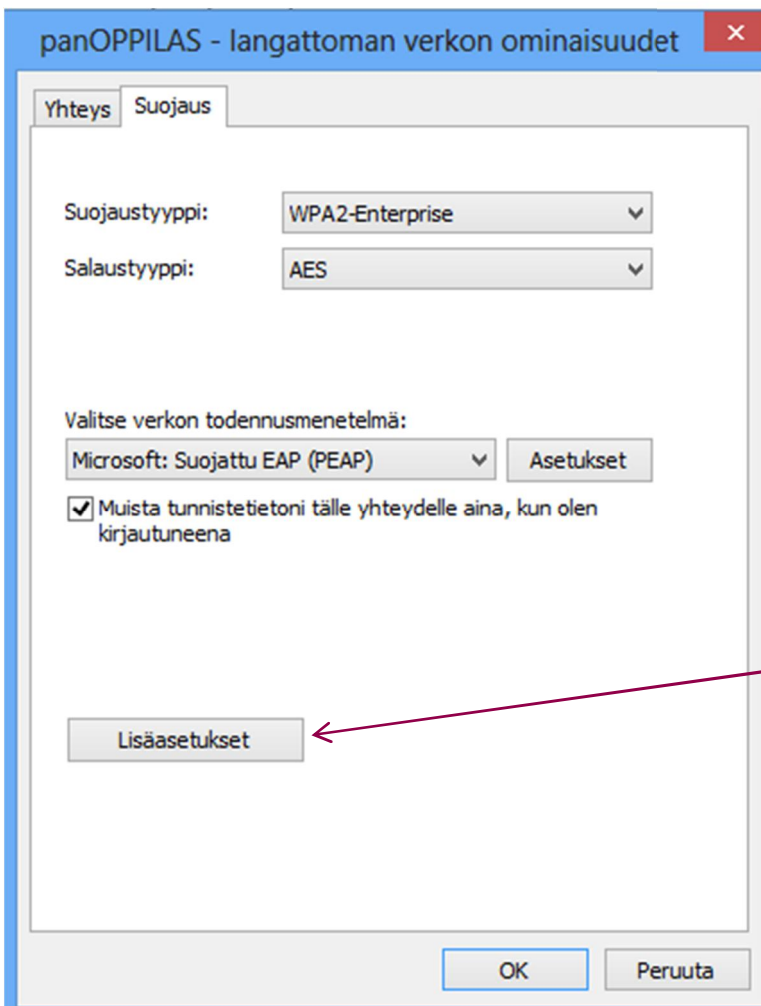 panOPPILAS - langattoman verkon ominaisuudet
Yhteys Suojaus
Suojaustyyppi: WPA2-Enterprise
Salaustyyppi: AES
Valitse verkon todennusmenetelmä:
Microsoft: Suojattu EAP (PEAP) Asetukset
Muista tunnistetietoni tälle yhteydelle aina, kun olen
kirjautuneena
Lisäasetukset
OK Peruuta